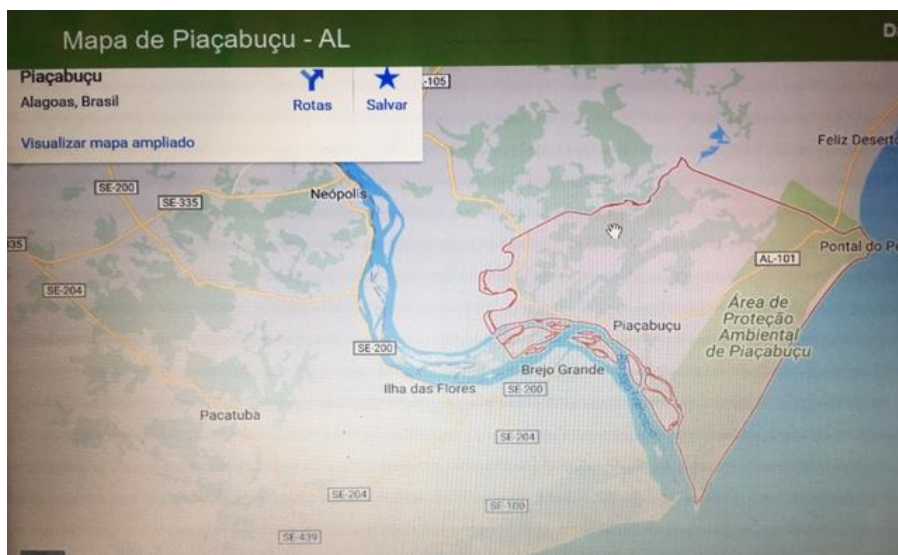 Mapa de Piaçabuçu - AL
D
Piaçabuçu
Alagoas, Brasil
Rotas
Salvar
Visualizar mapa ampliado
-105
Feliz Deserto
SE-200
Neópolis
SE-335
335
Pontal do Pe
AL-101
SE-204
Área de
Proteção
Ambiental
de Piaçabuçu
Piaçabuçu
SE-200
Brejo Grande
Ilha das Flores
SE-200
Pacatuba
SE-204
SE-204
SE-100
SE-439